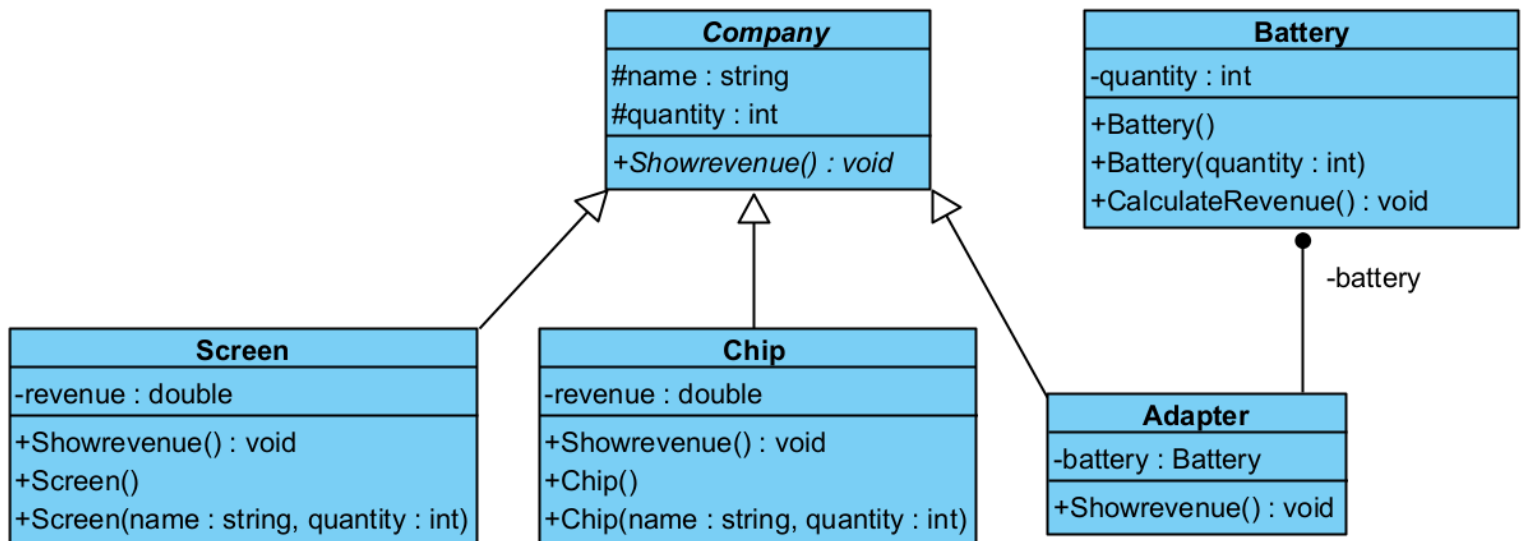 Company
#name : string
#quantity : int
+Showrevenue() : void
Battery
-quantity : int
+Battery()
+Battery(quantity : int)
+CalculateRevenue() : void
-battery
Screen
-revenue : double
+Showrevenue() : void
+Screen()
+Screen(name : string, quantity : int)
Chip
-revenue : double
+Showrevenue() : void
+Chip()
+Chip(name : string, quantity : int)
Adapter
-battery : Battery
+Showrevenue() : void